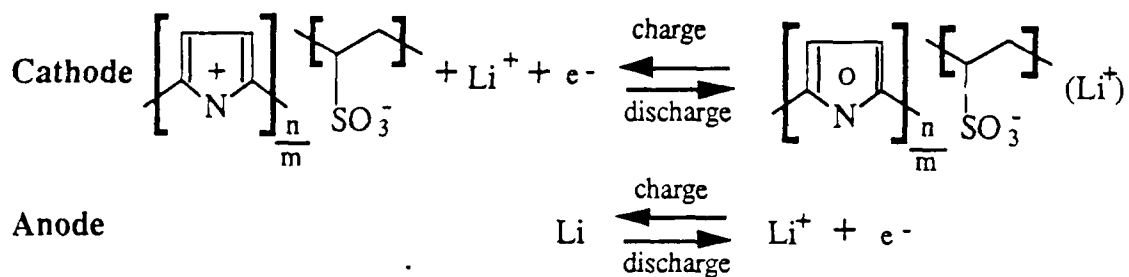 charge
Cathode [ + N ] n/m [ SO₃⁻ ] + Li⁺ + e⁻ ⇌ [ o N ] n/m [ SO₃⁻ ] (Li⁺)
discharge
charge
Anode Li ⇌ Li⁺ + e⁻
discharge